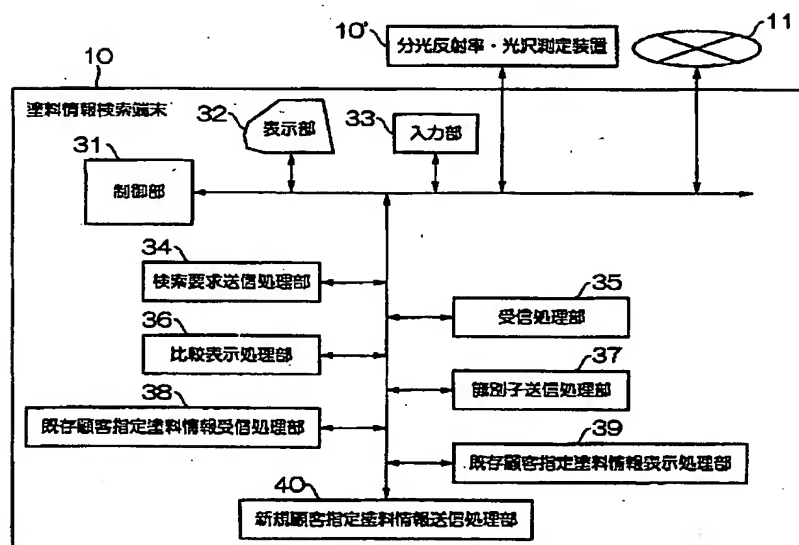 10'
分光反射率・光沢測定装置
11
10
塗料情報検索端末
32
表示部
33
入力部
31
制御部
34
検索要求送信処理部
35
受信処理部
36
比較表示処理部
37
識別子送信処理部
38
既存顧客指定塗料情報受信処理部
39
既存顧客指定塗料情報表示処理部
40
新規顧客指定塗料情報送信処理部